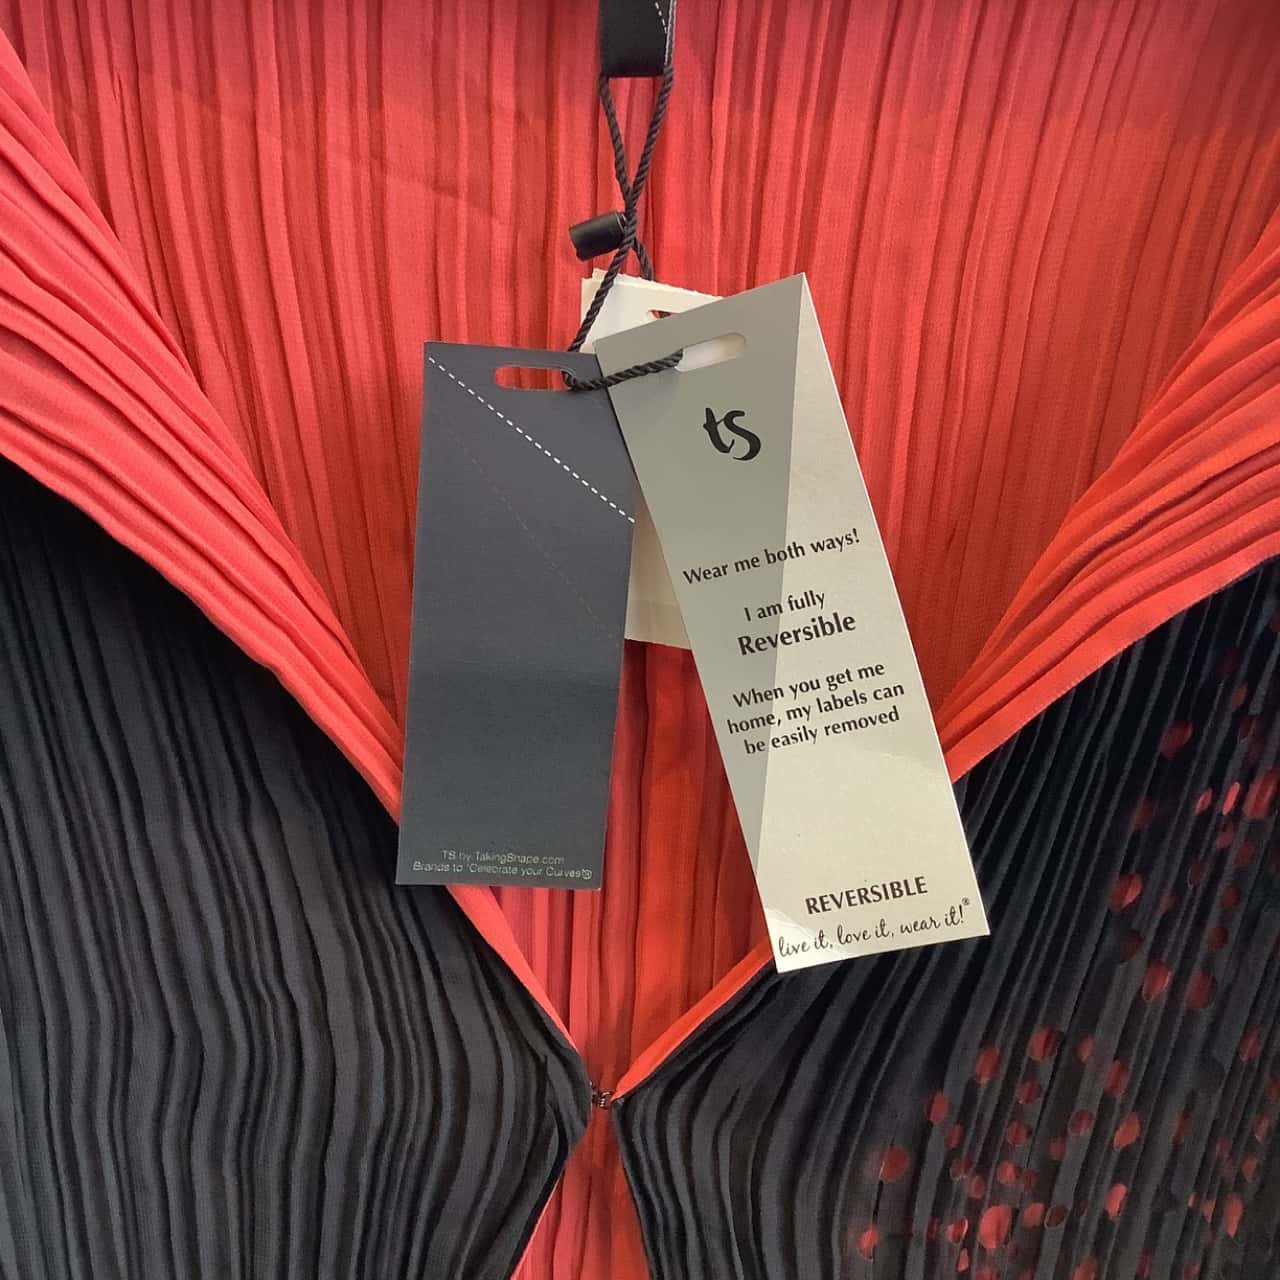 ts
Wear me both ways!
I am fully
Reversible
When you get me
home, my labels can
be easily removed
REVERSIBLE
live it, love it, wear it!®
TS by TakingShape.com
Brands to 'Celebrate your Curves'®